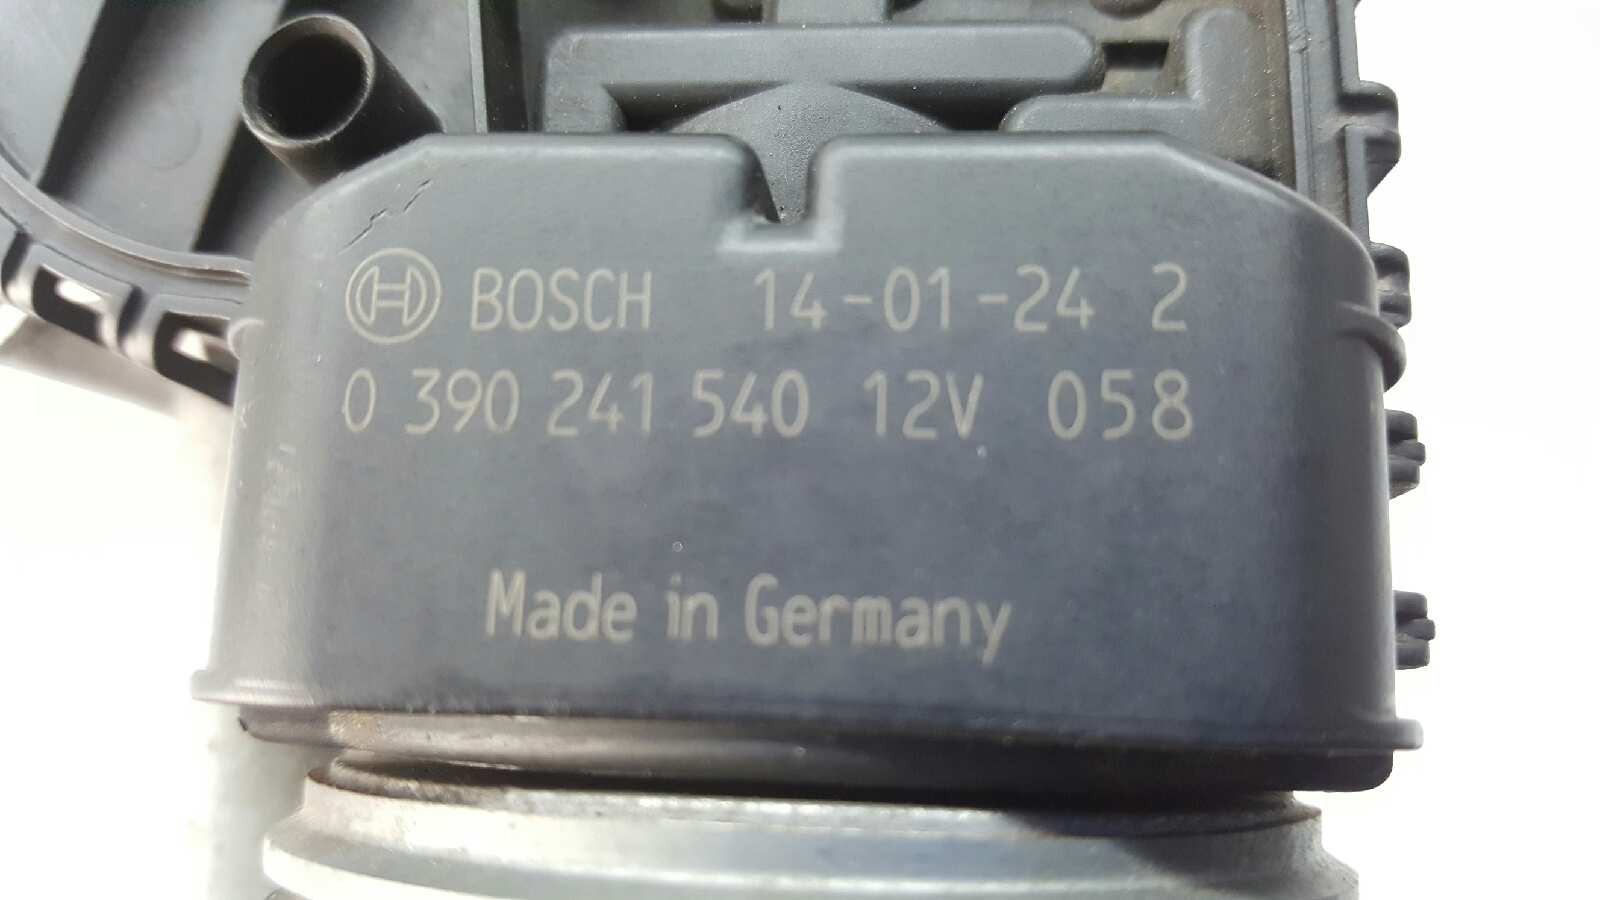 BOSCH 14-01-24 2
0 390 241 540 12V 058
Made in Germany